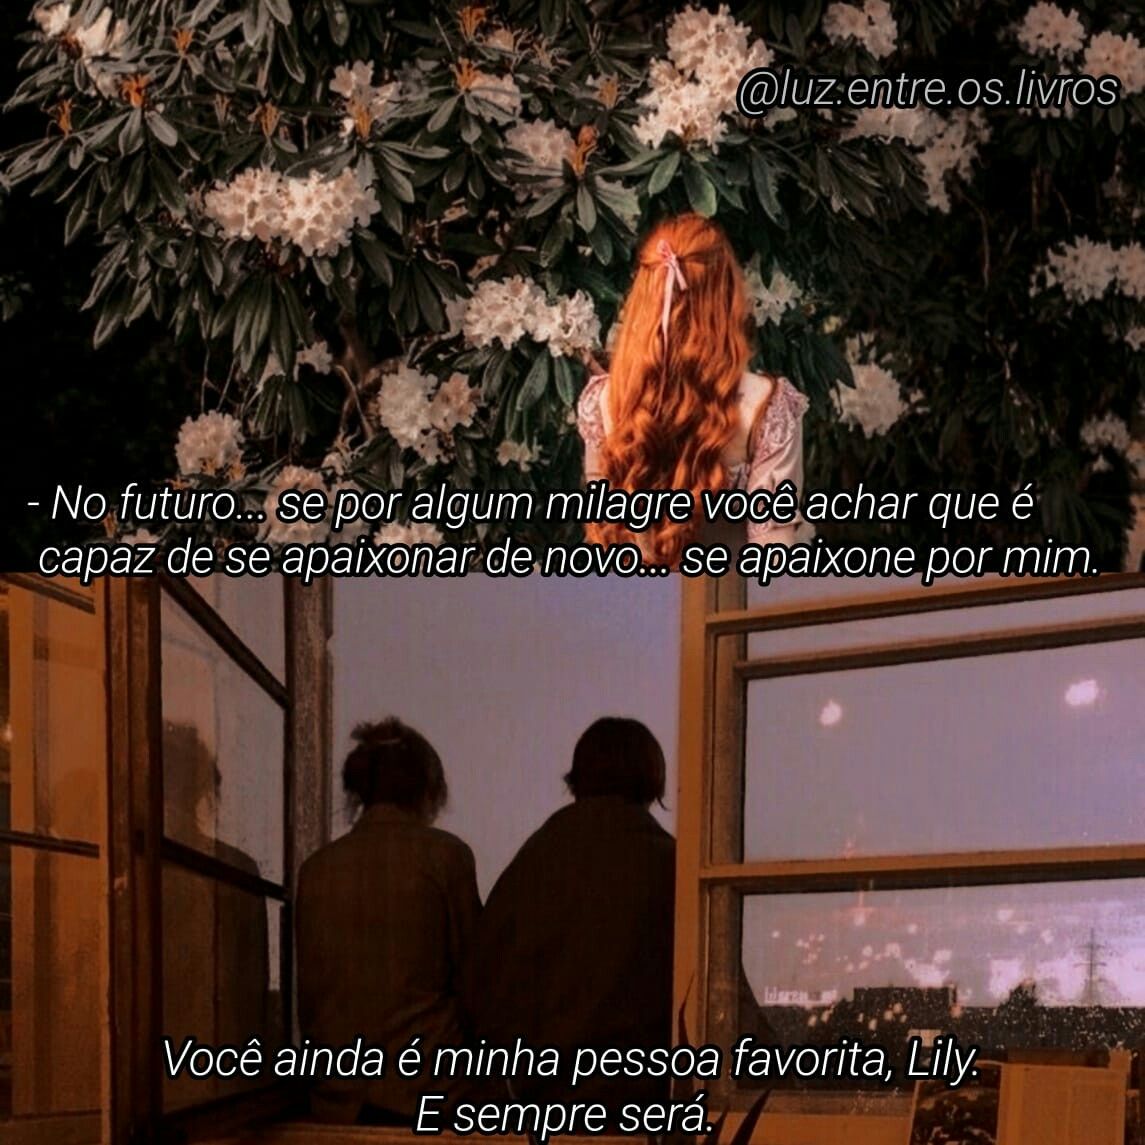 @luz.entre.os.livros
- No futuro... se por algum milagre você achar que é
capaz de se apaixonar de novo... se apaixone por mim.
Você ainda é minha pessoa favorita, Lily.
E sempre será.